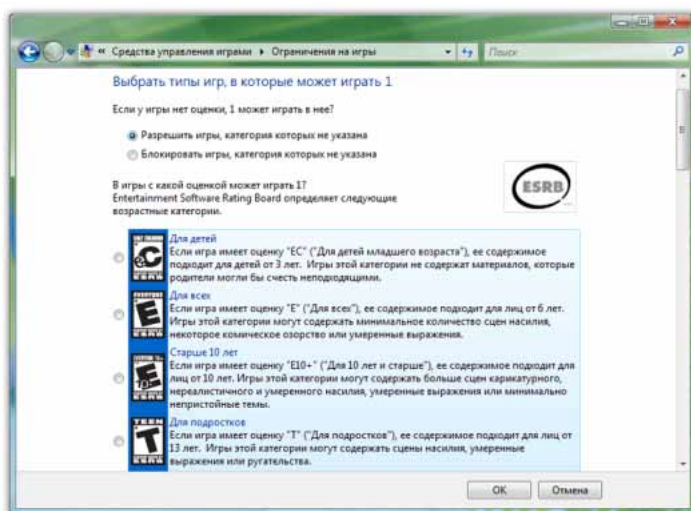 « Средства управления играми ▸ Ограничения на игры
Поиск
Выбрать типы игр, в которые может играть 1
Если у игры нет оценки, 1 может играть в нее?
Разрешить игры, категория которых не указана
Блокировать игры, категория которых не указана
В игры с какой оценкой может играть 1?
Entertainment Software Rating Board определяет следующие
возрастные категории.
ESRB
Для детей
Если игра имеет оценку "EC" ("Для детей младшего возраста"), ее содержимое
подходит для детей от 3 лет. Игры этой категории не содержат материалов, которые
родители могли бы счесть неподходящими.
eC
ESRB
Для всех
Если игра имеет оценку "E" ("Для всех"), ее содержимое подходит для лиц от 6 лет.
Игры этой категории могут содержать минимальное количество сцен насилия,
некоторое комическое озорство или умеренные выражения.
EVERYONE
E
ESRB
Старше 10 лет
Если игра имеет оценку "E10+" ("Для 10 лет и старше"), ее содержимое подходит для
лиц от 10 лет. Игры этой категории могут содержать больше сцен карикатурного,
нереалистичного и умеренного насилия, умеренные выражения или минимально
непристойные темы.
E
ESRB
Для подростков
Если игра имеет оценку "T" ("Для подростков"), ее содержимое подходит для лиц от
13 лет. Игры этой категории могут содержать сцены насилия, умеренные
выражения или ругательства.
TEEN
T
ESRB
OK
Отмена